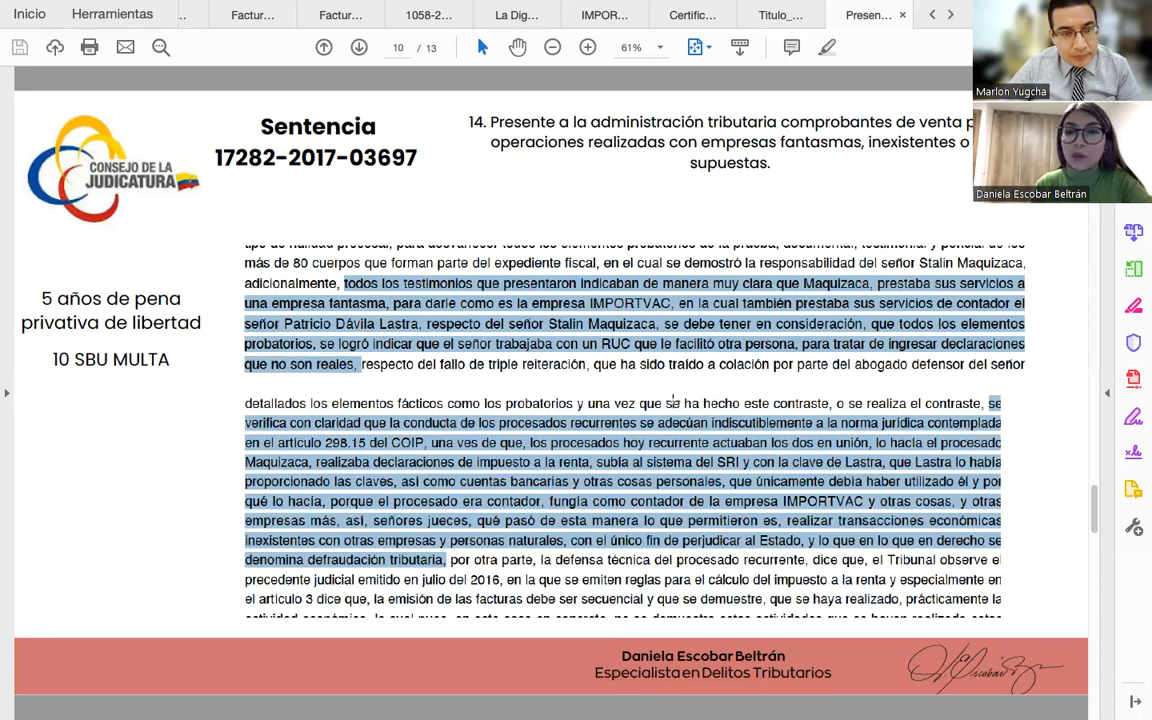 Inicio Herramientas
Factur...
Factur...
1058-2...
La Dig...
IMPOR...
Certific...
Titulo_...
Presen... ×
10 / 13
61%
Marlon Yugcha
Daniela Escobar Beltrán
CONSEJO DE LA
JUDICATURA
Sentencia
17282-2017-03697
14. Presente a la administración tributaria comprobantes de venta p
operaciones realizadas con empresas fantasmas, inexistentes o
supuestas.
5 años de pena
privativa de libertad
10 SBU MULTA
tipo de nulidad procesal, para desvanecer todos los elementos probatorios de la prueba, documental, testimonial y pericial de los
más de 80 cuerpos que forman parte del expediente fiscal, en el cual se demostró la responsabilidad del señor Stalin Maquizaca,
adicionalmente, todos los testimonios que presentaron indicaban de manera muy clara que Maquizaca, prestaba sus servicios a
una empresa fantasma, para darle como es la empresa IMPORTVAC, en la cual también prestaba sus servicios de contador el
señor Patricio Dávila Lastra, respecto del señor Stalin Maquizaca, se debe tener en consideración, que todos los elementos
probatorios, se logró indicar que el señor trabajaba con un RUC que le facilitó otra persona, para tratar de ingresar declaraciones
que no son reales, respecto del fallo de triple reiteración, que ha sido traído a colación por parte del abogado defensor del señor
detallados los elementos fácticos como los probatorios y una vez que se ha hecho este contraste, o se realiza el contraste, se
verifica con claridad que la conducta de los procesados recurrentes se adecúan indiscutiblemente a la norma jurídica contemplada
en el artículo 298.15 del COIP, una ves de que, los procesados hoy recurrente actuaban los dos en unión, lo hacía el procesado
Maquizaca, realizaba declaraciones de impuesto a la renta, subía al sistema del SRI y con la clave de Lastra, que Lastra lo había
proporcionado las claves, así como cuentas bancarias y otras cosas personales, que únicamente debía haber utilizado él y por
qué lo hacía, porque el procesado era contador, fungía como contador de la empresa IMPORTVAC y otras cosas, y otras
empresas más, así, señores jueces, qué pasó de esta manera lo que permitieron es, realizar transacciones económicas
inexistentes con otras empresas y personas naturales, con el único fin de perjudicar al Estado, y lo que en lo que en derecho se
denomina defraudación tributaria, por otra parte, la defensa técnica del procesado recurrente, dice que, el Tribunal observe el
precedente judicial emitido en julio del 2016, en la que se emiten reglas para el cálculo del impuesto a la renta y especialmente en
el artículo 3 dice que, la emisión de las facturas debe ser secuencial y que se demuestre, que se haya realizado, prácticamente la
Daniela Escobar Beltrán
Especialista en Delitos Tributarios